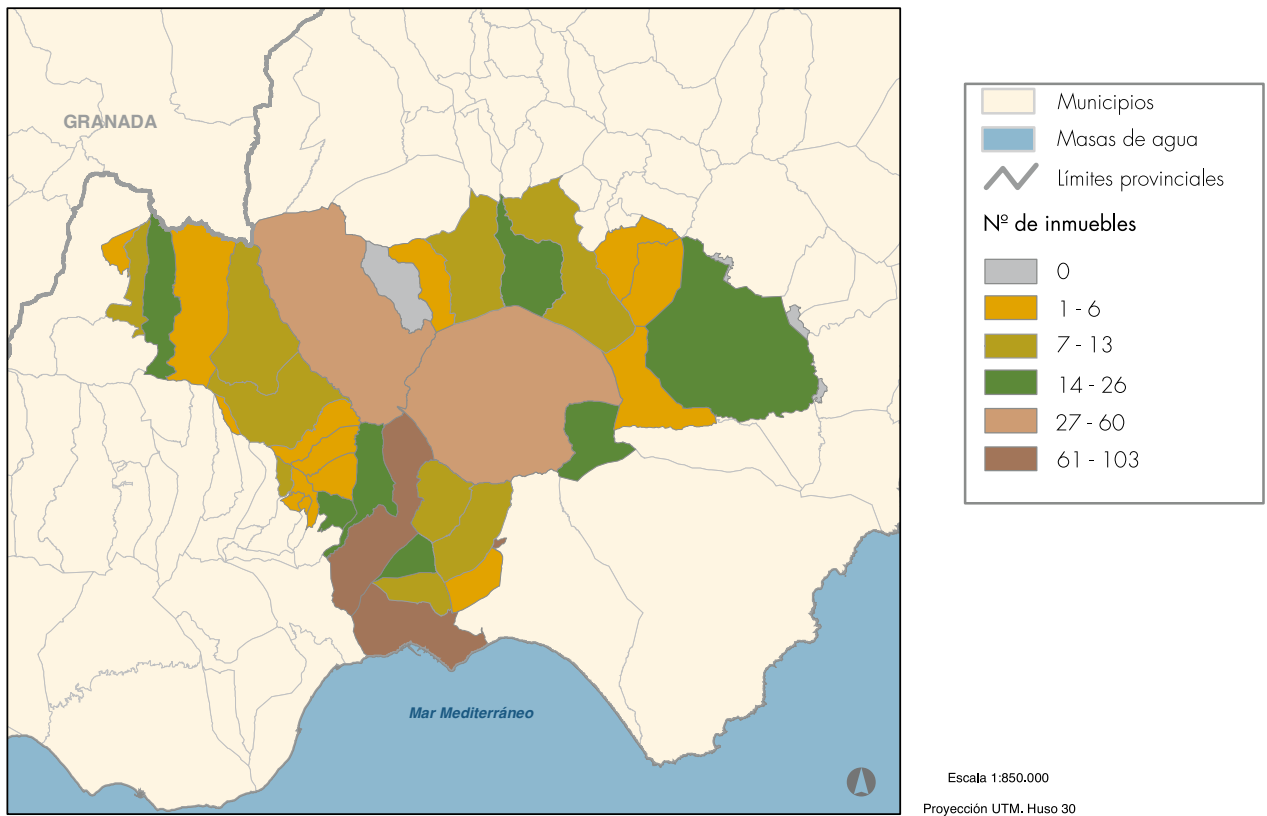 GRANADA
Mar Mediterráneo
Municipios
Masas de agua
Límites provinciales
Nº de inmuebles
0
1 - 6
7 - 13
14 - 26
27 - 60
61 - 103
Escala 1:850.000
Proyección UTM. Huso 30